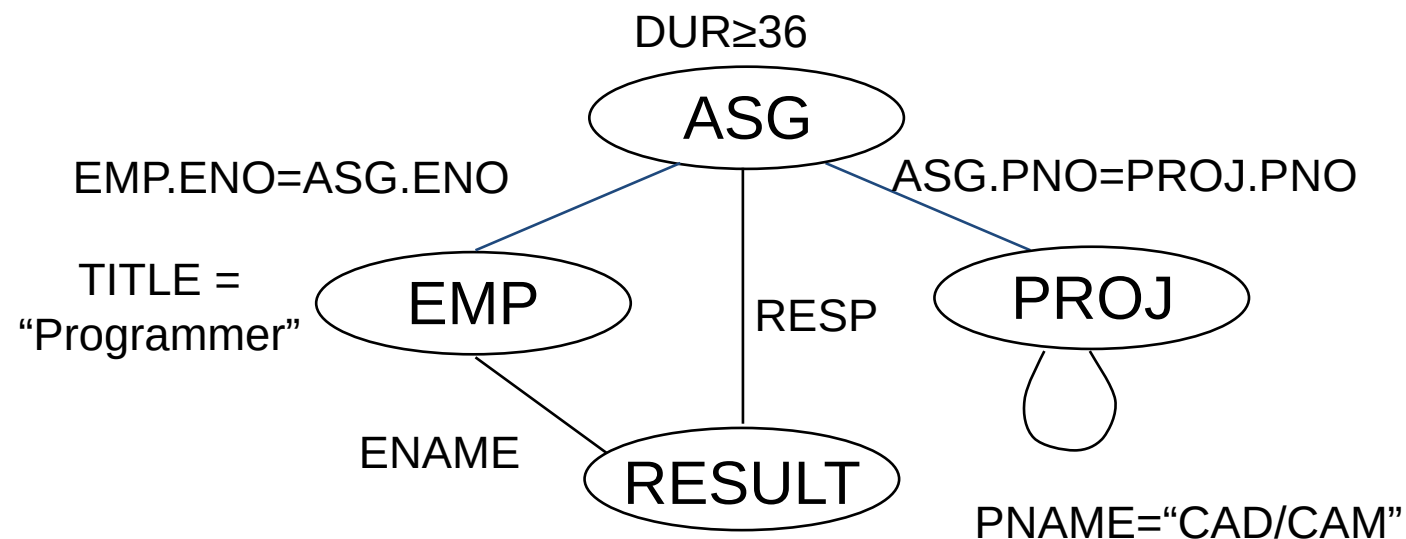 DUR≥36
ASG
EMP.ENO=ASG.ENO
ASG.PNO=PROJ.PNO
TITLE =
“Programmer”
EMP
RESP
PROJ
ENAME
RESULT
PNAME=“CAD/CAM”